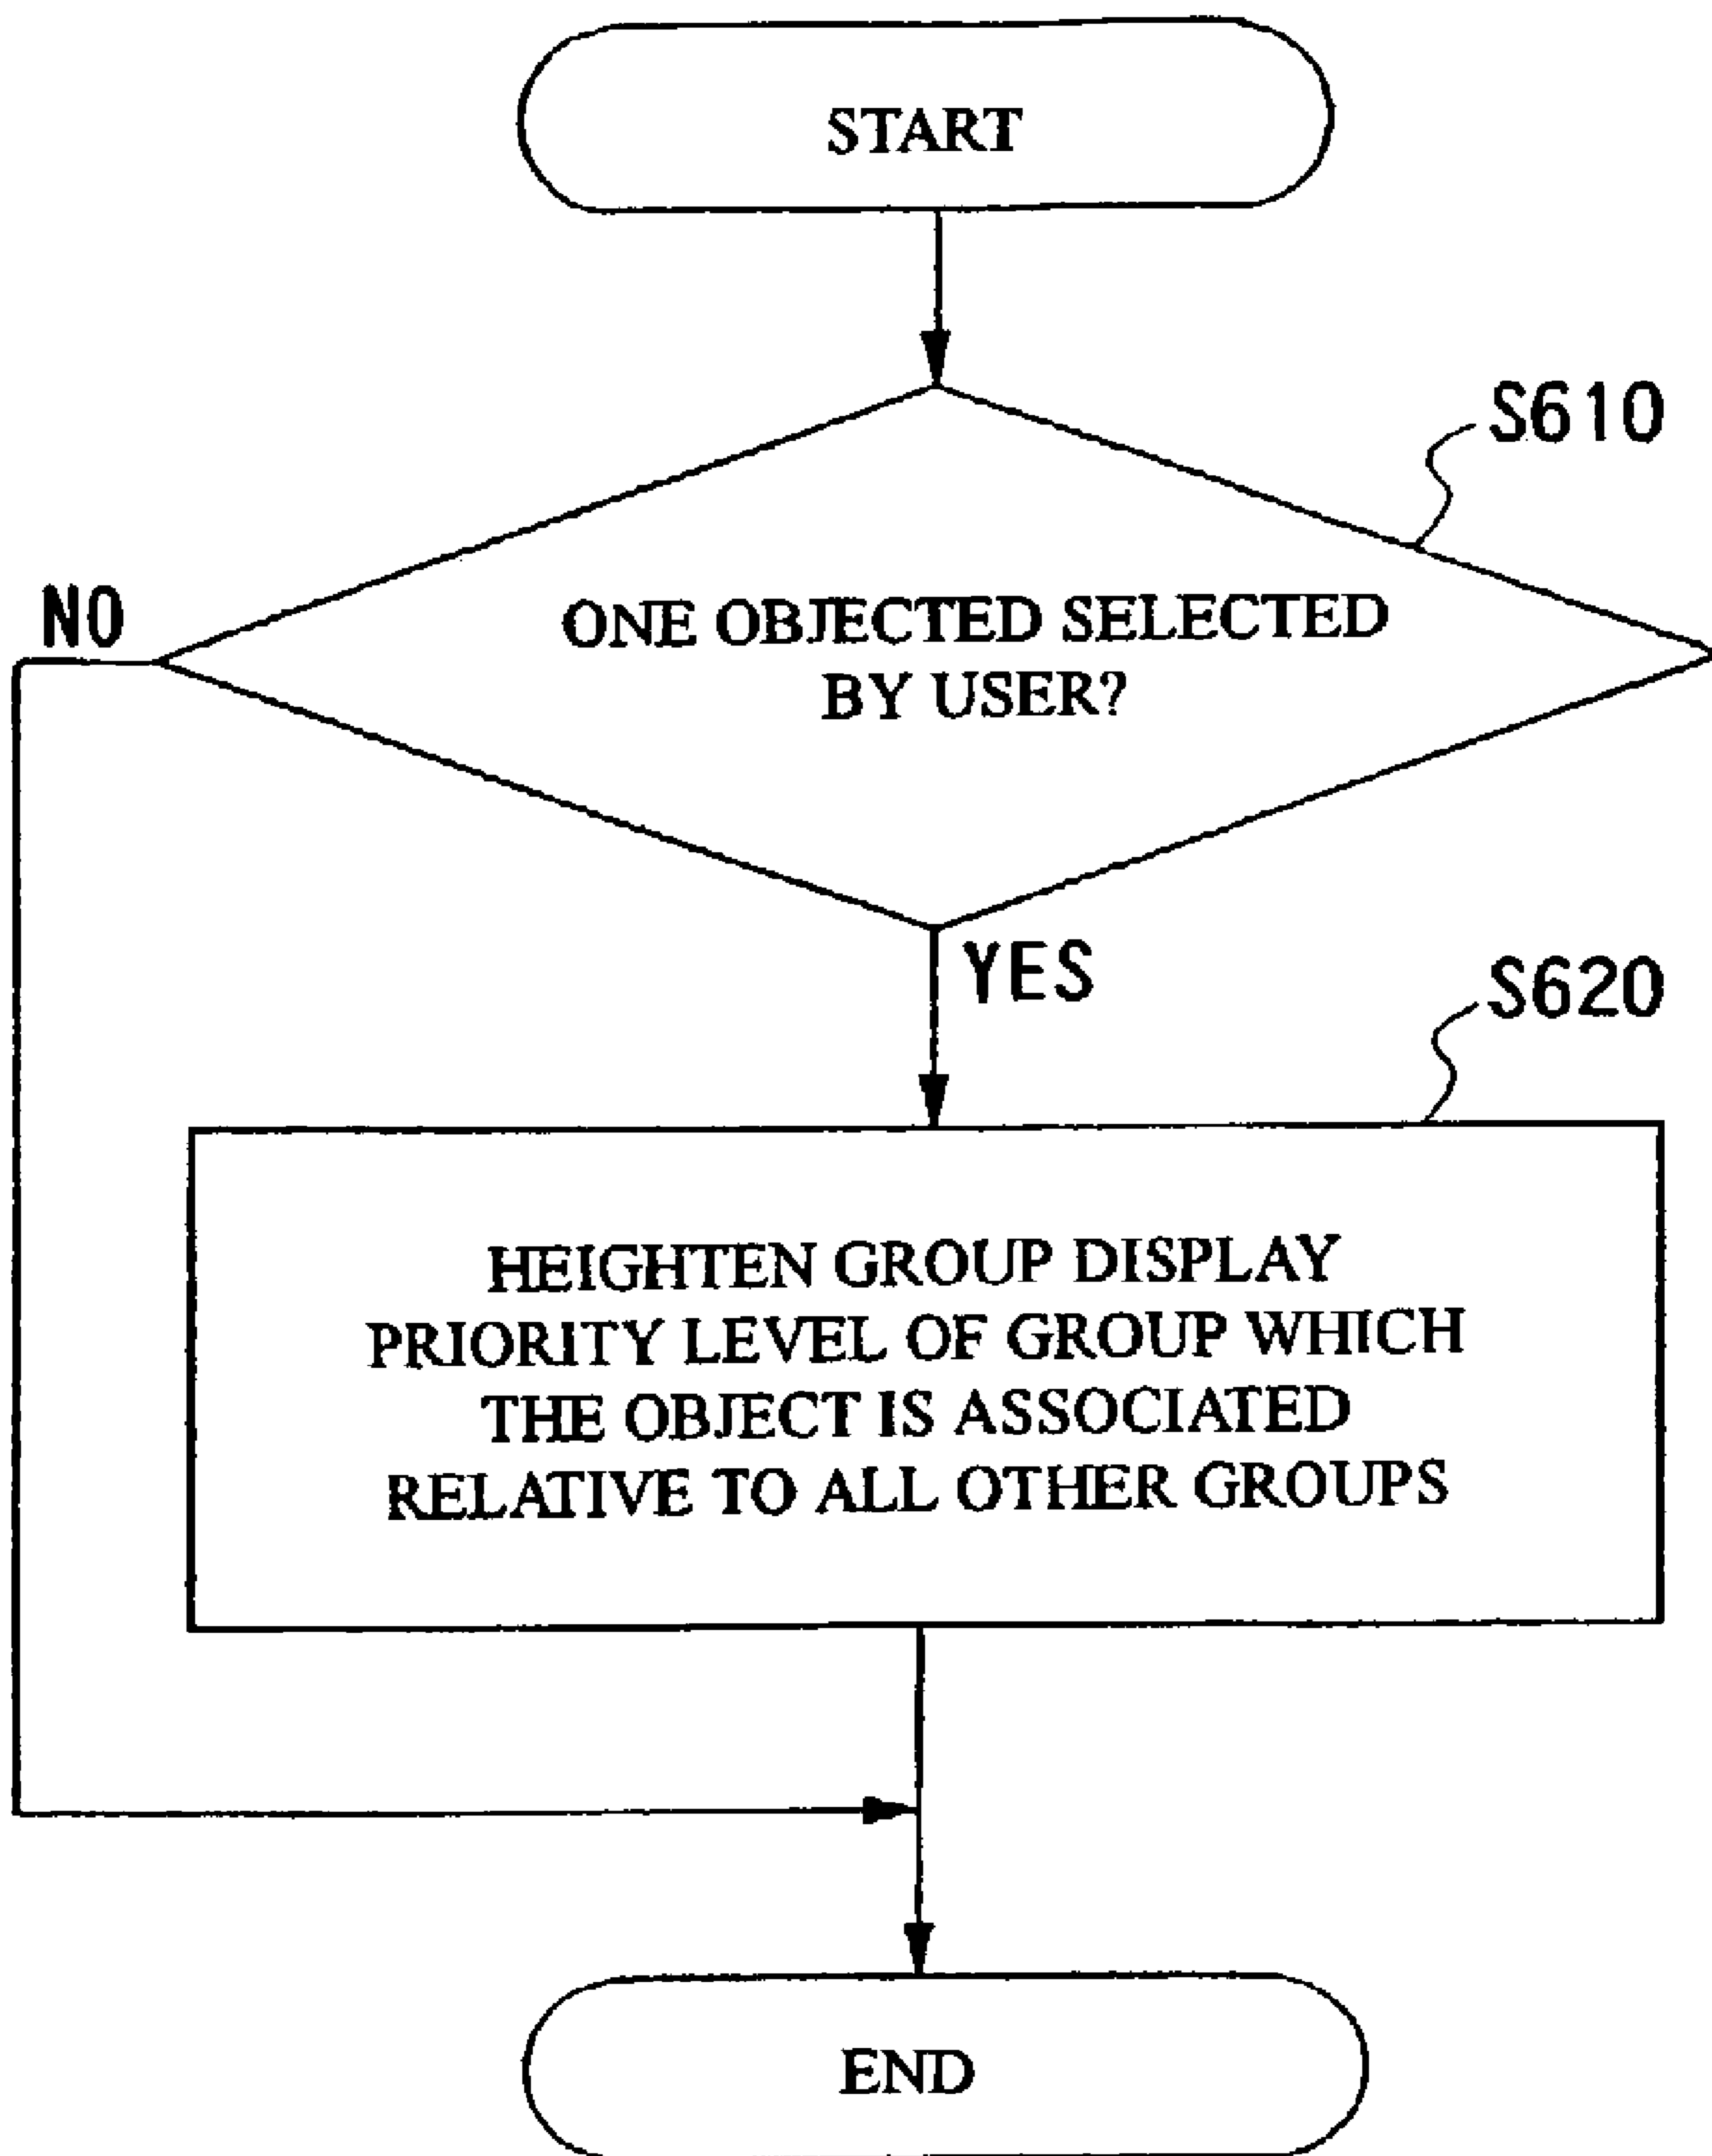 START
S610
NO
ONE OBJECTED SELECTED
BY USER?
YES
S620
HEIGHTEN GROUP DISPLAY
PRIORITY LEVEL OF GROUP WHICH
THE OBJECT IS ASSOCIATED
RELATIVE TO ALL OTHER GROUPS
END